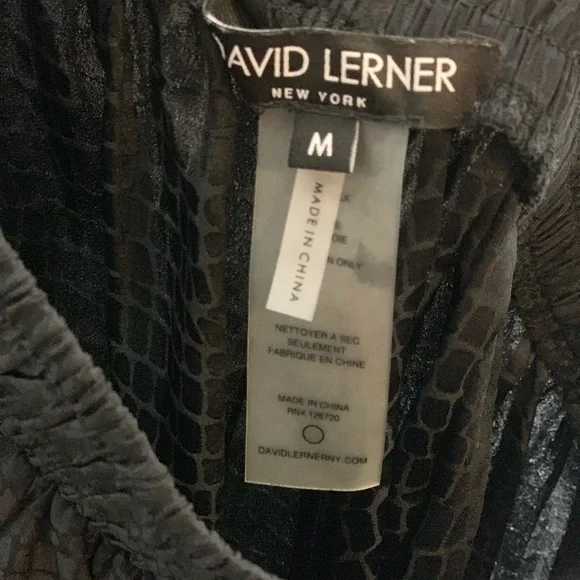 DAVID LERNER
NEW YORK
M
MADE IN CHINA
ONLY
NETTOYER A SEC
SEULEMENT
FABRIQUE EN CHINE
MADE IN CHINA
RN# 126720
DAVIDLERNERNY.COM